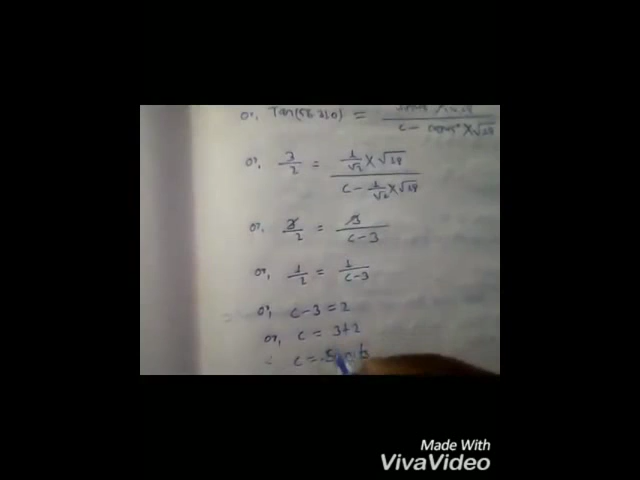 or, Tan(56.310) =
c - × √18
or, 3/2 = (1/√2 × √18)/(c - 1/√2 × √18)
or, 3/2 = 3/(c-3)
or, 1/2 = 1/(c-3)
or, c-3 = 2
or, c = 3+2
c = 5
Made With
VivaVideo